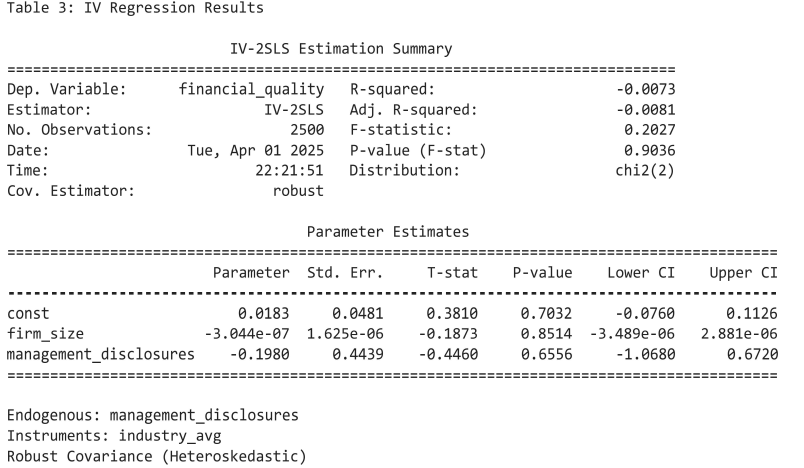 Table 3: IV Regression Results
IV-2SLS Estimation Summary
==============================================================================
Dep. Variable: financial_quality R-squared: -0.0073
Estimator: IV-2SLS Adj. R-squared: -0.0081
No. Observations: 2500 F-statistic: 0.2027
Date: Tue, Apr 01 2025 P-value (F-stat) 0.9036
Time: 22:21:51 Distribution: chi2(2)
Cov. Estimator: robust
Parameter Estimates
==========================================================================================
Parameter Std. Err. T-stat P-value Lower CI Upper CI
------------------------------------------------------------------------------------------
const 0.0183 0.0481 0.3810 0.7032 -0.0760 0.1126
firm_size -3.044e-07 1.625e-06 -0.1873 0.8514 -3.489e-06 2.881e-06
management_disclosures -0.1980 0.4439 -0.4460 0.6556 -1.0680 0.6720
==========================================================================================
Endogenous: management_disclosures
Instruments: industry_avg
Robust Covariance (Heteroskedastic)